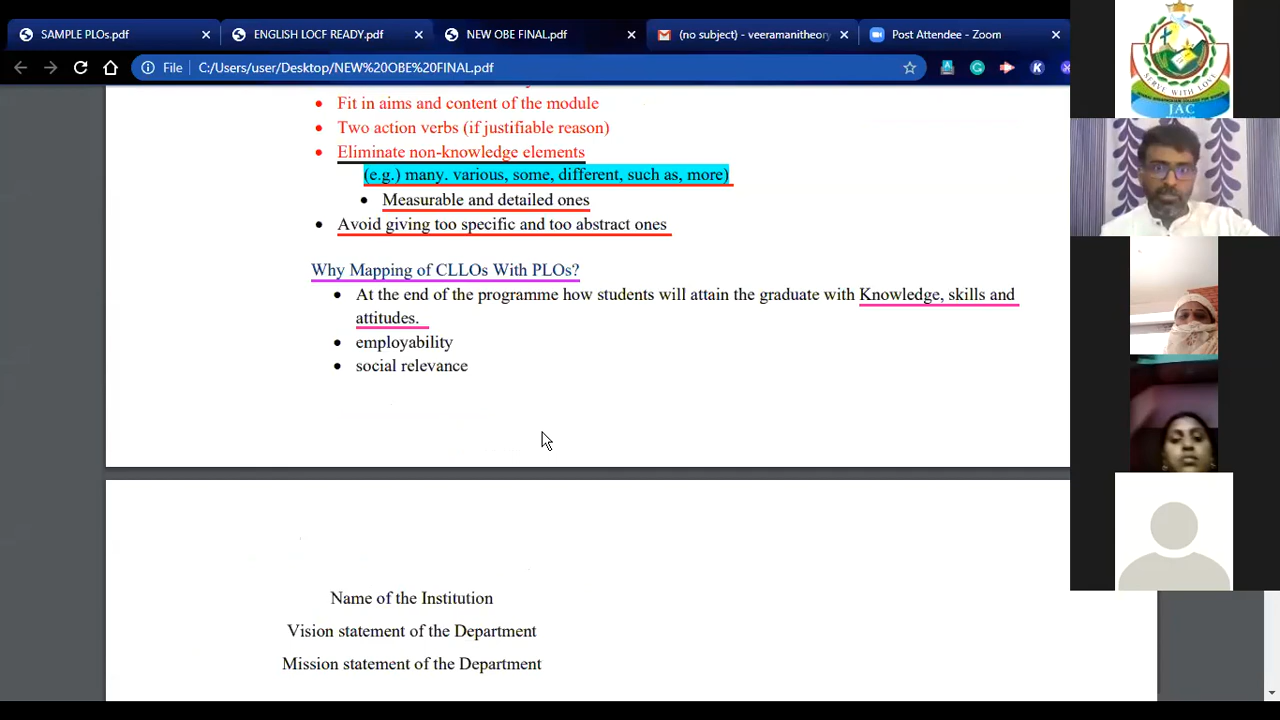 SAMPLE PLOs.pdf
ENGLISH LOCF READY.pdf
NEW OBE FINAL.pdf
(no subject) - veeramanitheory
Post Attendee - Zoom
File
C:/Users/user/Desktop/NEW%20OBE%20FINAL.pdf
• Fit in aims and content of the module
• Two action verbs (if justifiable reason)
• Eliminate non-knowledge elements
(e.g.) many. various, some, different, such as, more)
• Measurable and detailed ones
• Avoid giving too specific and too abstract ones
Why Mapping of CLLOs With PLOs?
• At the end of the programme how students will attain the graduate with Knowledge, skills and
attitudes.
• employability
• social relevance
Name of the Institution
Vision statement of the Department
Mission statement of the Department
SERVE WITH LOVE
JAC